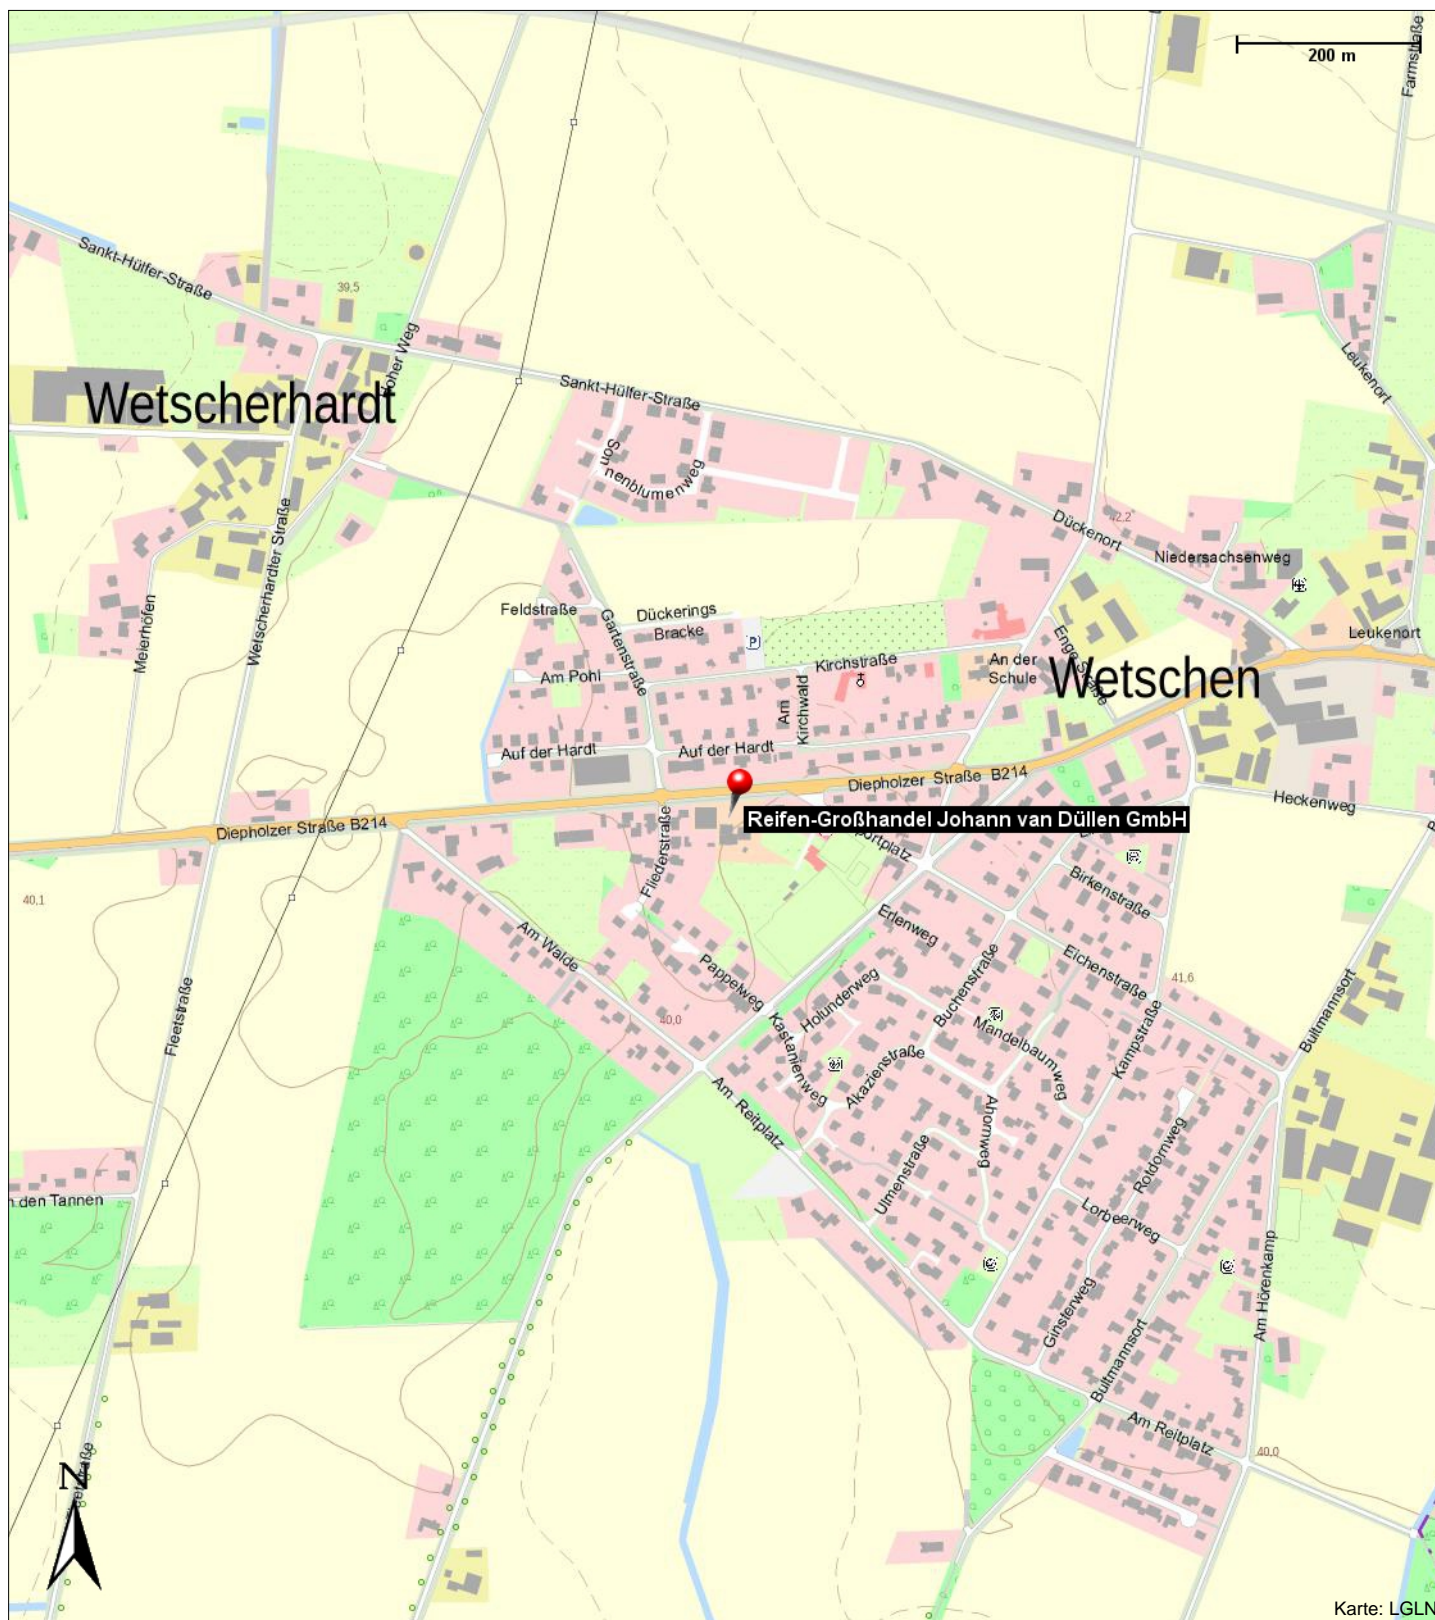 200 m
Farmstraße
Sankt-Hülfer-Straße
39,5
Hoher Weg
Leukenort
Wetscherhardt
Sankt-Hülfer-Straße
Sonnenblumenweg
42,2
Dückenort
Niedersachsenweg
Wetscherhardter Straße
Meierhöfen
Feldstraße
Dückerings
Bracke
Gartenstraße
P
Leukenort
Enge Straße
Kirchstraße
An der
Schule
Wetschen
Am Pohl
Am
Kirchwald
Auf der Hardt
Auf der Hardt
Diepholzer Straße B214
Heckenweg
Reifen-Großhandel Johann van Düllen GmbH
Diepholzer Straße B214
Fliederstraße
Birkenstraße
40,1
Erlenweg
Am Walde
Eichenstraße
Pappelweg
Buchenstraße
41,6
Holunderweg
Bultmannsort
Fleetstraße
40,0
Kastanienweg
Mandelbaumweg
Kampstraße
Akazienstraße
Am Reitplatz
Ahornweg
Rotdornweg
Ulmenstraße
n den Tannen
Lorbeerweg
Am Hörenkamp
Ginsterweg
Bultmannsort
Am Reitplatz
40,0
N
Karte: LGLN